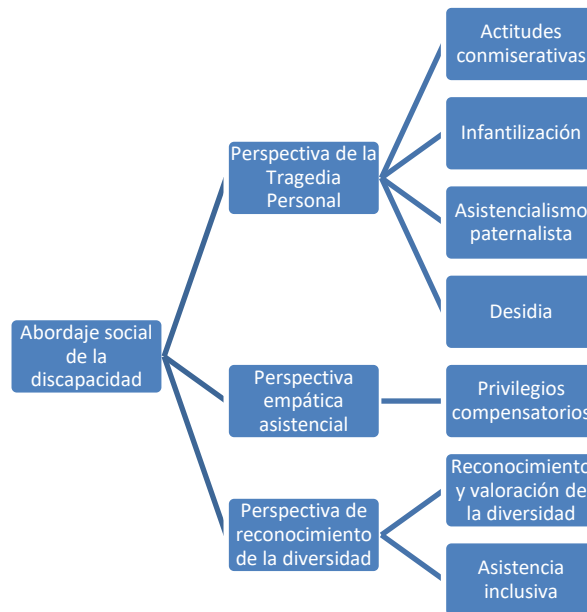 Abordaje social
de la
discapacidad
Perspectiva de la
Tragedia
Personal
Actitudes
conmiserativas
Infantilización
Asistencialismo
paternalista
Desidia
Perspectiva
empática
asistencial
Privilegios
compensatorios
Perspectiva de
reconocimiento
de la diversidad
Reconocimiento
y valoración de
la diversidad
Asistencia
inclusiva